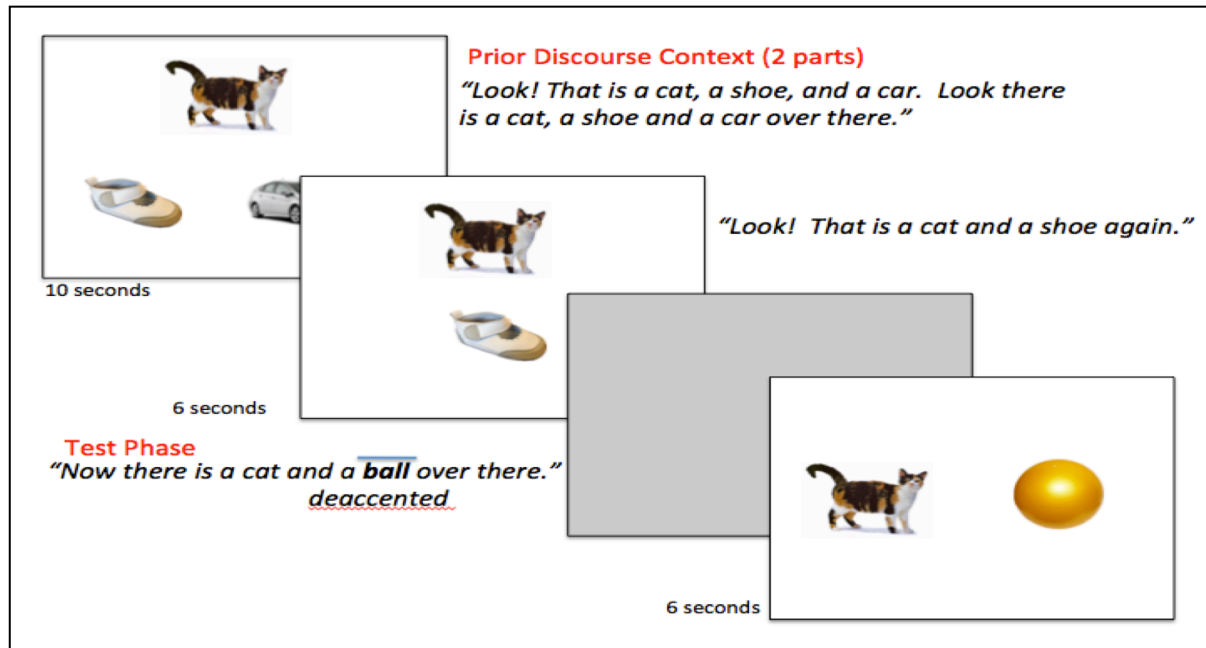 Prior Discourse Context (2 parts)
“Look! That is a cat, a shoe, and a car.  Look there
is a cat, a shoe and a car over there.”
10 seconds
“Look!  That is a cat and a shoe again.”
6 seconds
Test Phase
“Now there is a cat and a ball over there.”
deaccented
6 seconds